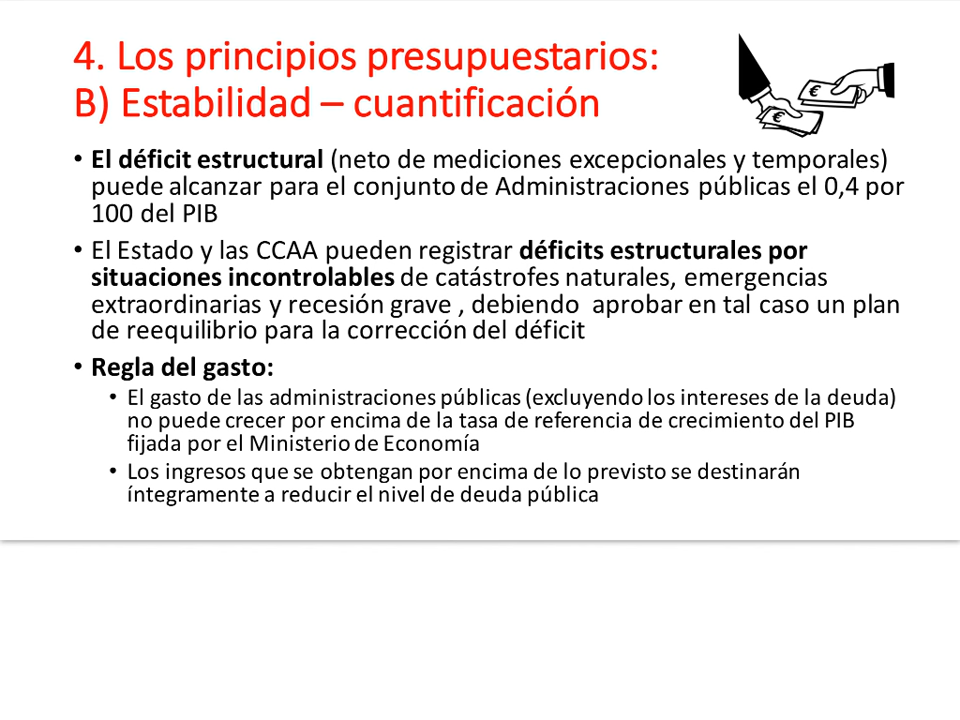 4. Los principios presupuestarios:
B) Estabilidad – cuantificación
• El déficit estructural (neto de mediciones excepcionales y temporales)
puede alcanzar para el conjunto de Administraciones públicas el 0,4 por
100 del PIB
• El Estado y las CCAA pueden registrar déficits estructurales por
situaciones incontrolables de catástrofes naturales, emergencias
extraordinarias y recesión grave , debiendo  aprobar en tal caso un plan
de reequilibrio para la corrección del déficit
• Regla del gasto:
• El gasto de las administraciones públicas (excluyendo los intereses de la deuda)
no puede crecer por encima de la tasa de referencia de crecimiento del PIB
fijada por el Ministerio de Economía
• Los ingresos que se obtengan por encima de lo previsto se destinarán
íntegramente a reducir el nivel de deuda pública